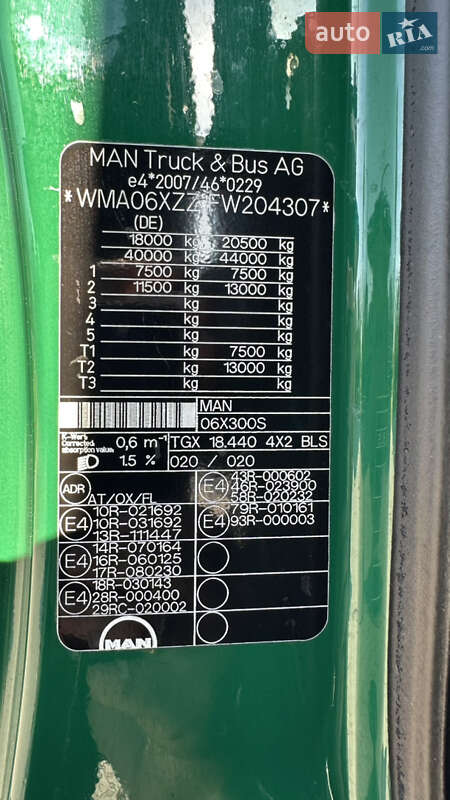 auto RIA
.com
MAN Truck & Bus AG
e4*2007/46*0229
*WMA06XZZ FW204307*
(DE)
18000 kg 20500 kg
40000 kg 44000 kg
1 7500 kg 7500 kg
2 11500 kg 13000 kg
3 kg kg
4 kg kg
5 kg kg
T1 kg 7500 kg
T2 kg 13000 kg
T3 kg kg
MAN
06X300S
K-Wert
Corrected absorption value
0,6 m⁻¹ TGX 18.440 4X2 BLS
1.5 % 020 / 020
ADR AT/OX/FL
E4 43R-000602
46R-023900
58R-020232
E4 10R-021692
10R-031692
13R-111447
E4 79R-010161
93R-000003
E4 14R-070164
16R-060125
17R-080230
E4 18R-030143
28R-000400
29RC-020002
MAN